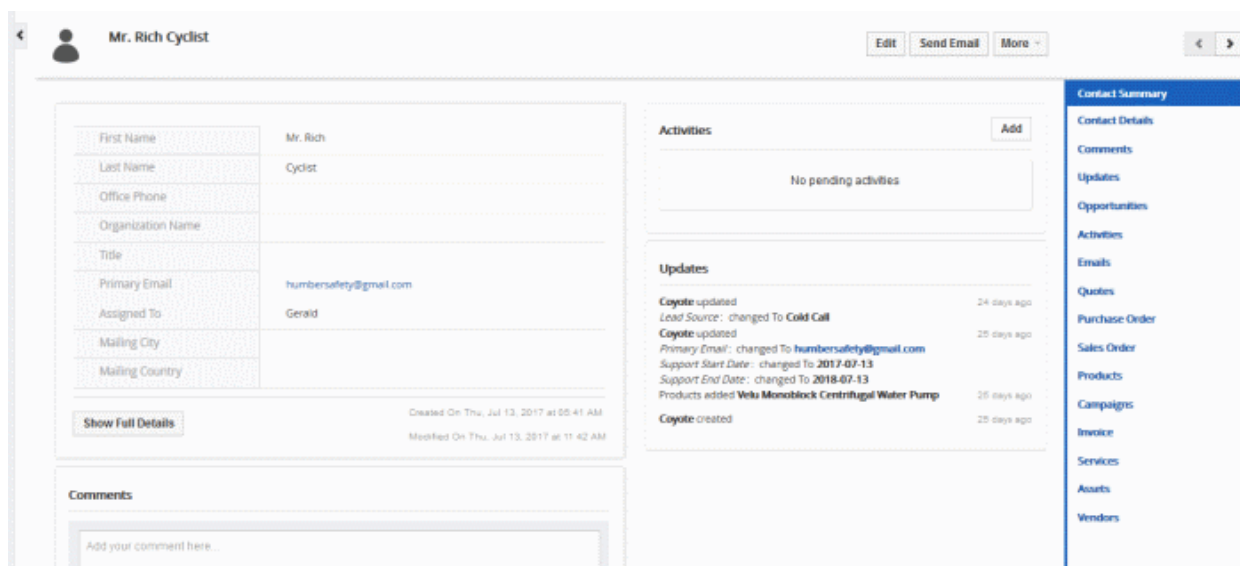 Mr. Rich Cyclist
Edit
Send Email
More
First Name Mr. Rich
Last Name Cyclist
Office Phone
Organization Name
Title
Primary Email humbersafety@gmail.com
Assigned To Gerald
Mailing City
Mailing Country
Show Full Details
Created On Thu, Jul 13, 2017 at 05:41 AM
Modified On Thu, Jul 13, 2017 at 11:42 AM
Comments
Add your comment here...
Activities
Add
No pending activities
Updates
Coyote updated 24 days ago
Lead Source : changed To Cold Call
Coyote updated 25 days ago
Primary Email : changed To humbersafety@gmail.com
Support Start Date : changed To 2017-07-13
Support End Date : changed To 2018-07-13
Products added Velu Monoblock Centrifugal Water Pump 25 days ago
Coyote created 25 days ago
Contact Summary
Contact Details
Comments
Updates
Opportunities
Activities
Emails
Quotes
Purchase Order
Sales Order
Products
Campaigns
Invoice
Services
Assets
Vendors